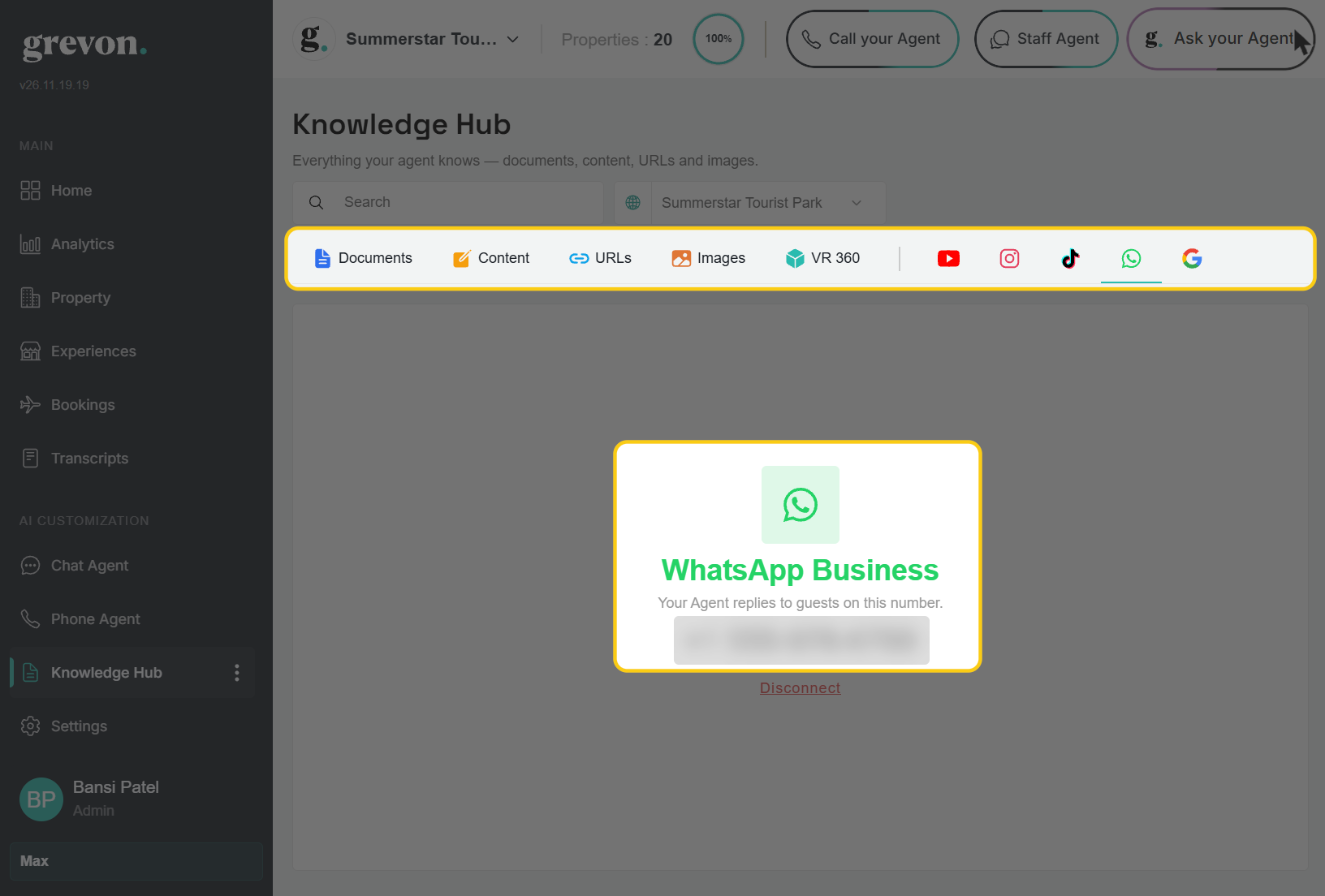 grevon.
v26.11.19.19
MAIN
Home
Analytics
Property
Experiences
Bookings
Transcripts
AI CUSTOMIZATION
Chat Agent
Phone Agent
Knowledge Hub
Settings
BP
Bansi Patel
Admin
Max
g. Summerstar Tou... Properties : 20 100% Call your Agent Staff Agent g. Ask your Agent
Knowledge Hub
Everything your agent knows — documents, content, URLs and images.
Search Summerstar Tourist Park
Documents Content URLs Images VR 360
WhatsApp Business
Your Agent replies to guests on this number.
Disconnect